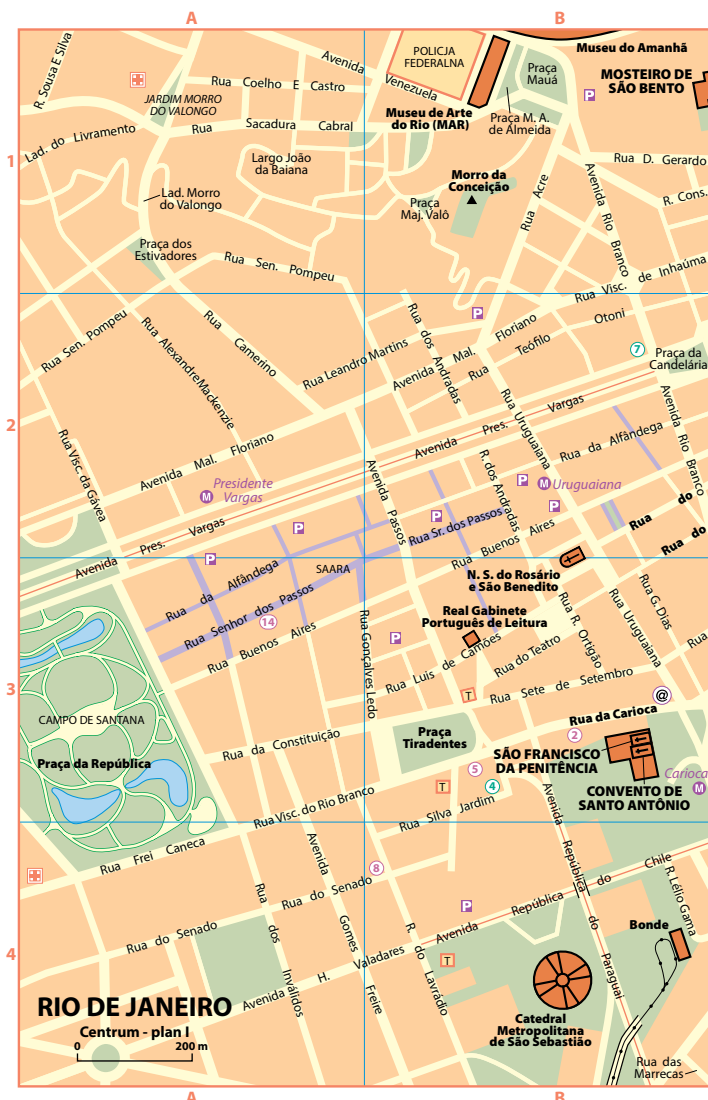 A
B
R. Sousa E Silva
Avenida
Venezuela
POLICJA
FEDERALNA
Museu do Amanhã
Praça
Mauá
MOSTEIRO DE
SÃO BENTO
P
Rua Coelho E Castro
JARDIM MORRO
DO VALONGO
Rua Sacadura Cabral
Museu de Arte
do Rio (MAR)
Praça M. A.
de Almeida
Lad. do Livramento
1
Largo João
da Baiana
Rua D. Gerardo
Morro da
Conceição
Lad. Morro
do Valongo
Praça
Maj. Valô
Rua Acre
Avenida Rio Branco
R. Cons.
Praça dos
Estivadores
Rua Sen. Pompeu
Rua Visc. de Inhaúma
Rua Sen. Pompeu
Rua Alexandre Mackenzie
Rua Camerino
Rua Leandro Martins
Rua dos Andradas
P
Avenida Mal. Floriano
Rua Teófilo Otoni
7
Praça da
Candelária
2
Rua Visc. da Gávea
Avenida Mal. Floriano
Avenida Pres. Vargas
Rua Uruguaiana
Rua da Alfândega
Avenida Rio Branco
M
Presidente
Vargas
Avenida Passos
R. dos Andradas
P
M Uruguaiana
P
P
P
Avenida Pres. Vargas
P
Rua Sr. dos Passos
Rua Buenos Aires
Rua do
Rua do
SAARA
Rua da Alfândega
Rua Senhor dos Passos
14
Rua Buenos Aires
N. S. do Rosário
e São Benedito
Real Gabinete
Português de Leitura
P
Rua Gonçalves Ledo
Rua Luis de Camões
Rua do Teatro
Rua R. Ortigão
Rua Uruguaiana
Rua G. Dias
Rua
3
T
Rua Sete de Setembro
@
CAMPO DE SANTANA
Praça da República
Rua da Constituição
Praça
Tiradentes
Rua da Carioca
2
SÃO FRANCISCO
DA PENITÊNCIA
5
T
4
Carioca
M
CONVENTO DE
SANTO ANTÔNIO
Rua Visc. do Rio Branco
Rua Silva Jardim
Rua Frei Caneca
Avenida República do Paraguai
8
Rua do Senado
Rua do Senado
Rua dos Inválidos
Avenida Gomes Freire
R. do Lavrádio
P
Avenida República do Chile
R. Lélio Gama
Bonde
4
Avenida H. Valadares
T
RIO DE JANEIRO
Centrum - plan I
0 200 m
Catedral
Metropolitana
de São Sebastião
Rua das
Marrecas
A
B